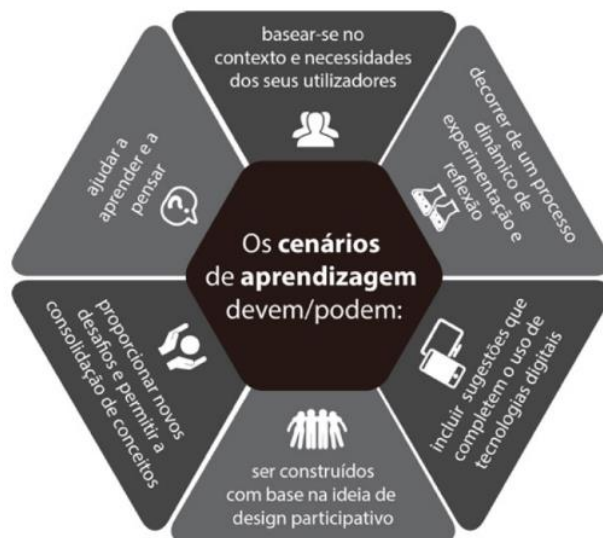 Os cenários
de aprendizagem
devem/podem:
basear-se no
contexto e necessidades
dos seus utilizadores
decorrer de um processo
dinâmico de
experimentação e
reflexão
incluir sugestões que
completem o uso de
tecnologias digitais
ser construídos
com base na ideia de
design participativo
proporcionar novos
desafios e permitir a
consolidação de conceitos
ajudar a
aprender e a
pensar